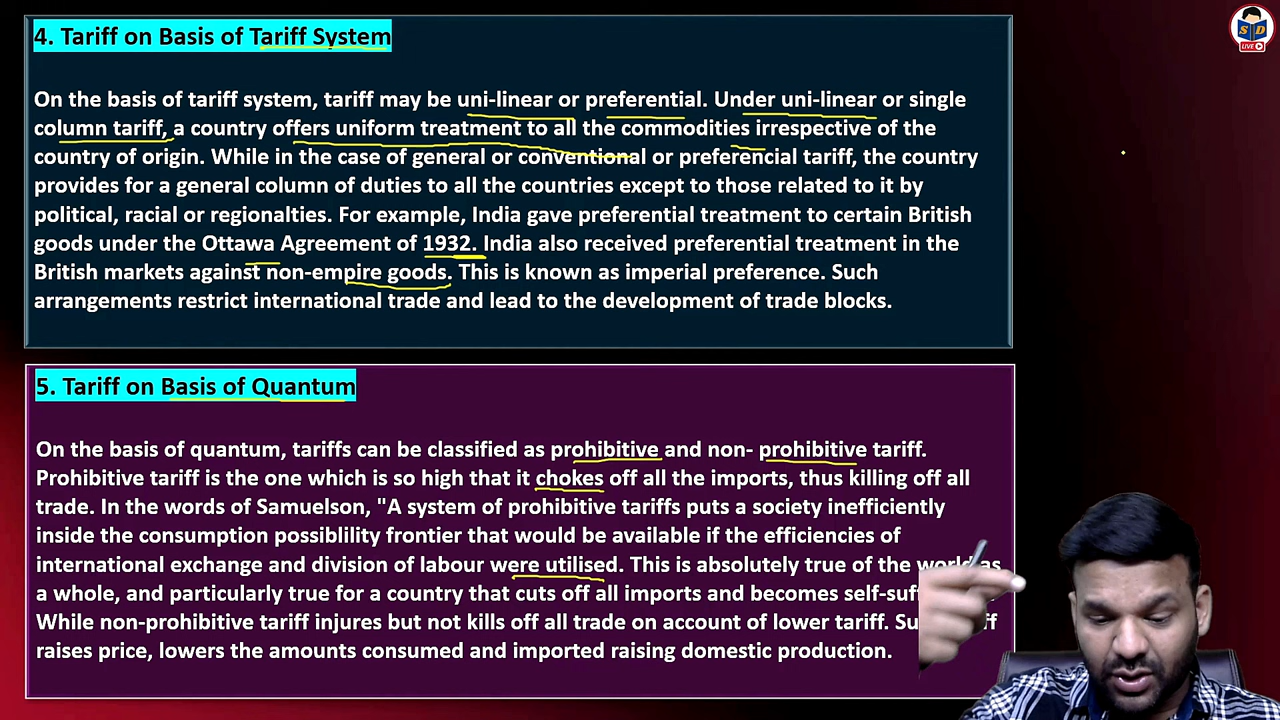 4. Tariff on Basis of Tariff System
On the basis of tariff system, tariff may be uni-linear or preferential. Under uni-linear or single
column tariff, a country offers uniform treatment to all the commodities irrespective of the
country of origin. While in the case of general or conventional or preferencial tariff, the country
provides for a general column of duties to all the countries except to those related to it by
political, racial or regionalties. For example, India gave preferential treatment to certain British
goods under the Ottawa Agreement of 1932. India also received preferential treatment in the
British markets against non-empire goods. This is known as imperial preference. Such
arrangements restrict international trade and lead to the development of trade blocks.
5. Tariff on Basis of Quantum
On the basis of quantum, tariffs can be classified as prohibitive and non- prohibitive tariff.
Prohibitive tariff is the one which is so high that it chokes off all the imports, thus killing off all
trade. In the words of Samuelson, "A system of prohibitive tariffs puts a society inefficiently
inside the consumption possiblility frontier that would be available if the efficiencies of
international exchange and division of labour were utilised. This is absolutely true of the world as
a whole, and particularly true for a country that cuts off all imports and becomes
While non-prohibitive tariff injures but not kills off all trade on account of lower tariff.
raises price, lowers the amounts consumed and imported raising domestic production.
S D
LIVE